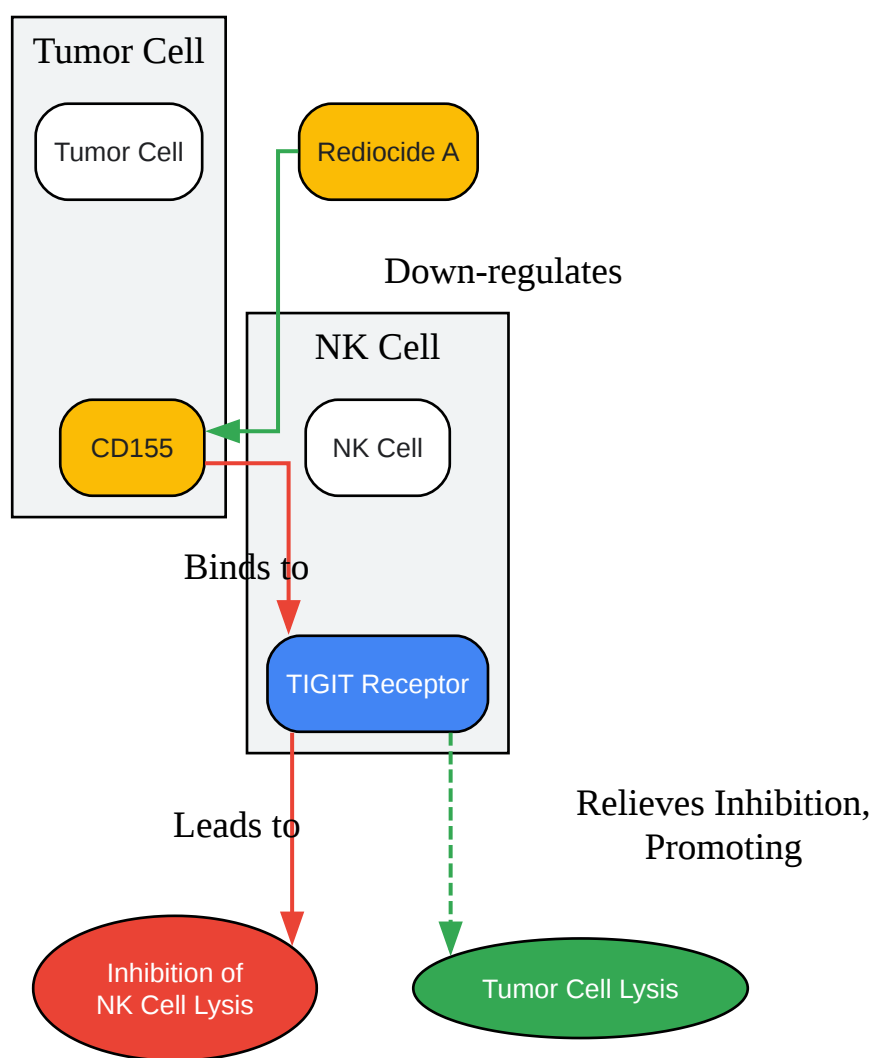 Tumor Cell
Tumor Cell
Rediocide A
Down-regulates
NK Cell
CD155
NK Cell
Binds to
TIGIT Receptor
Leads to
Relieves Inhibition,
Promoting
Inhibition of
NK Cell Lysis
Tumor Cell Lysis